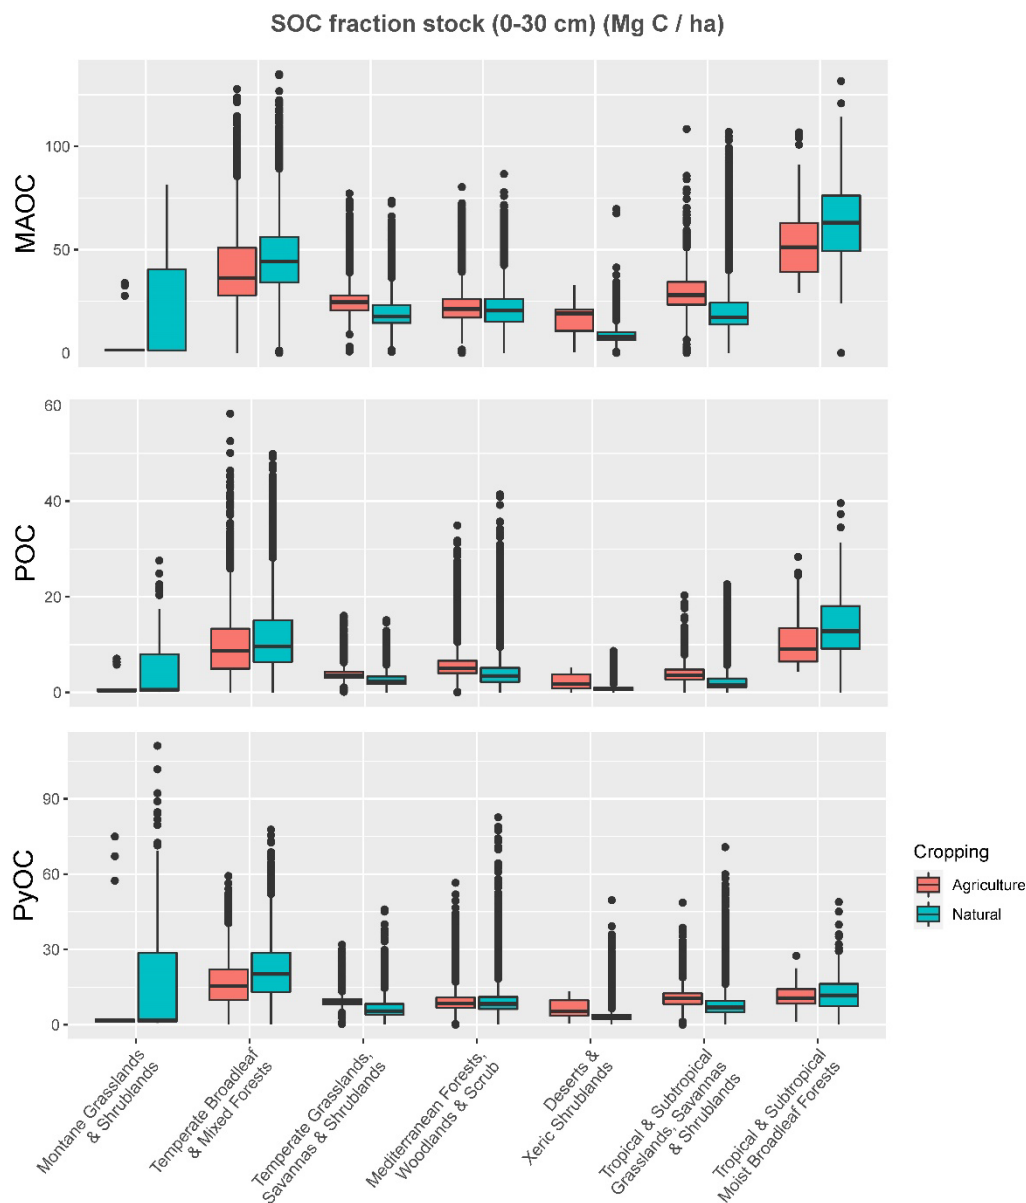 SOC fraction stock (0-30 cm) (Mg C / ha)
MAOC
100
50
0
POC
60
40
20
0
PyOC
90
60
30
0
Cropping
Agriculture
Natural
Montane Grasslands
& Shrublands
Temperate Broadleaf
& Mixed Forests
Temperate Grasslands,
Savannas & Shrublands
Mediterranean Forests,
Woodlands & Scrub
Deserts &
Xeric Shrublands
Tropical & Subtropical
Grasslands, Savannas
& Shrublands
Tropical & Subtropical
Moist Broadleaf Forests